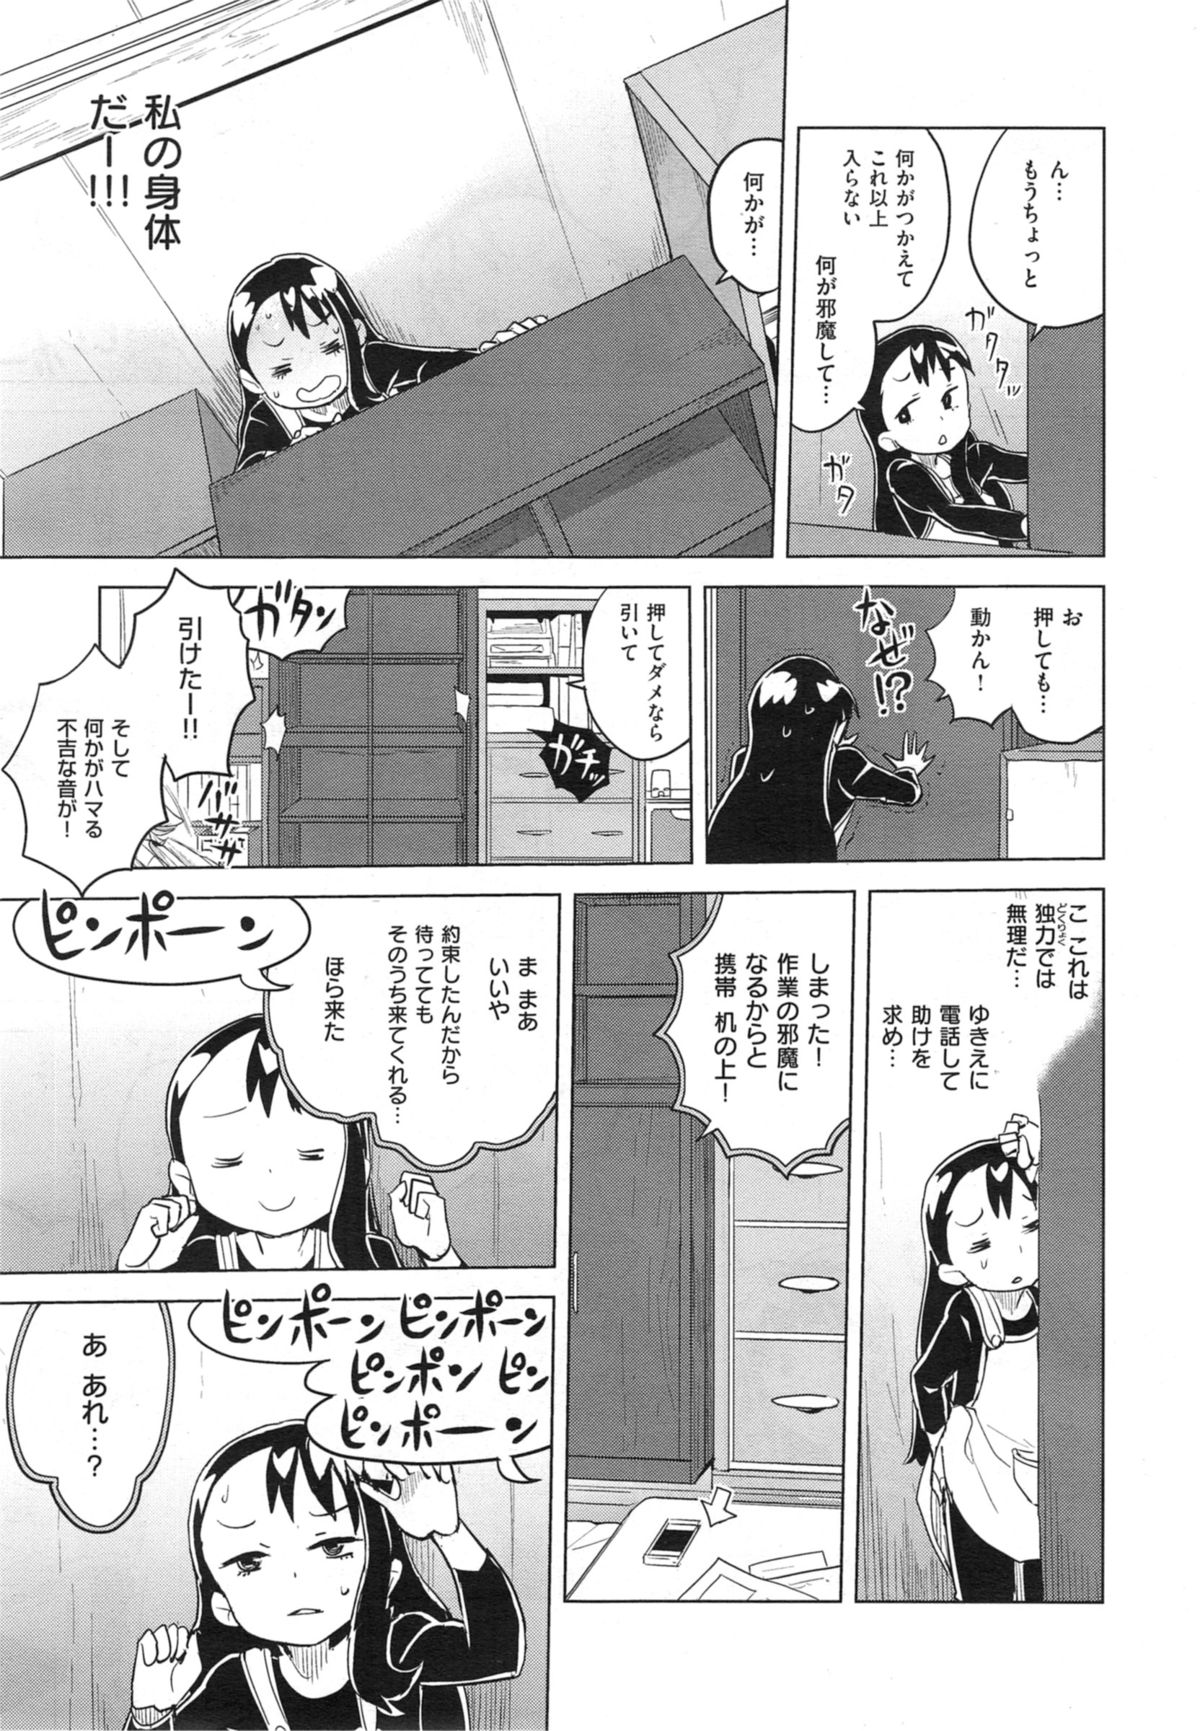 ん…
もうちょっと
ガタタッ
何かがつかえて
これ以上
入らない
何が邪魔して…
ガタ
何かが…
私の身体
だー!!!
お
押しても…
動かん！
なぜ!?
押してダメなら
引いて
ガチッ
ガタン
引けたー!!
バササ
そして
何かがハマる
不吉な音が！
こ これは
独力では
どくりょく
無理だ…
ゆきえに
電話して
助けを
求め…
しまった！
作業の邪魔に
なるからと
携帯 机の上！
ピンポーン
ま まあ
いいや
約束したんだから
待ってても
そのうち来てくれる…
ほら来た
ピンポーン ピンポーン
ピンポン ピン
ピンポーン
あ あれ…？